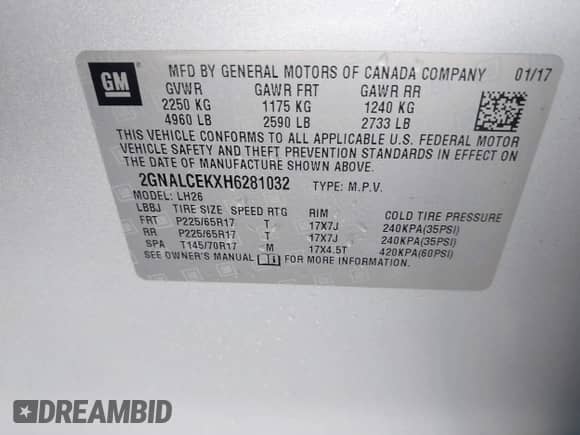 GM
MFD BY GENERAL MOTORS OF CANADA COMPANY 01/17
GVWR GAWR FRT GAWR RR
2250 KG 1175 KG 1240 KG
4960 LB 2590 LB 2733 LB
THIS VEHICLE CONFORMS TO ALL APPLICABLE U.S. FEDERAL MOTOR
VEHICLE SAFETY AND THEFT PREVENTION STANDARDS IN EFFECT ON
THE DATE OF MANUFACTURE SHOWN ABOVE.
2GNALCEKXH6281032 TYPE: M.P.V.
MODEL: LH26
LBBJ TIRE SIZE SPEED RTG RIM COLD TIRE PRESSURE
FRT P225/65R17 T 17X7J 240KPA(35PSI)
RR P225/65R17 T 17X7J 240KPA(35PSI)
SPA T145/70R17 M 17X4.5T 420KPA(60PSI)
SEE OWNER'S MANUAL FOR MORE INFORMATION.
DREAMBID